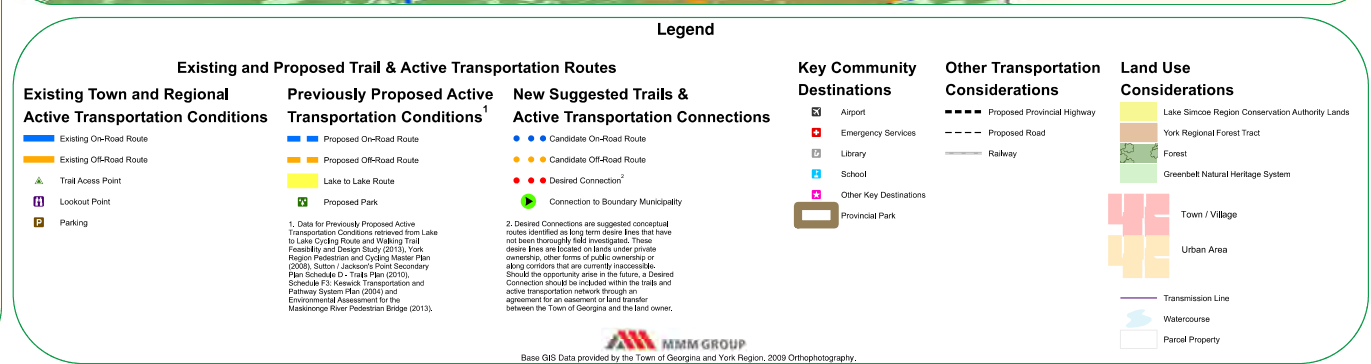 Legend
Existing and Proposed Trail & Active Transportation Routes
Existing Town and Regional
Active Transportation Conditions
Existing On-Road Route
Existing Off-Road Route
Trail Acess Point
Lookout Point
P
Parking
Previously Proposed Active
Transportation Conditions1
Proposed On-Road Route
Proposed Off-Road Route
Lake to Lake Route
Proposed Park
1. Data for Previously Proposed Active
Transportation Conditions retrieved from Lake
to Lake Cycling Route and Walking Trail
Feasibility and Design Study (2013), York
Region Pedestrian and Cycling Master Plan
(2008), Sutton / Jackson's Point Secondary
Plan Schedule D - Trails Plan (2010),
Schedule F3: Keswick Transportation and
Pathway System Plan (2004) and
Environmental Assessment for the
Maskinonge River Pedestrian Bridge (2013).
New Suggested Trails &
Active Transportation Connections
Candidate On-Road Route
Candidate Off-Road Route
Desired Connection2
Connection to Boundary Municipality
2. Desired Connections are suggested conceptual
routes identified as long term desire lines that have
not been thoroughly field investigated. These
desire lines are located on lands under private
ownership, other forms of public ownership or
along corridors that are currently inaccessible.
Should the opportunity arise in the future, a Desired
Connection should be included within the trails and
active transportation network through an
agreement for an easement or land transfer
between the Town of Georgina and the land owner.
Key Community
Destinations
Airport
Emergency Services
Library
School
Other Key Destinations
Provincial Park
Other Transportation
Considerations
Proposed Provincial Highway
Proposed Road
Railway
Land Use
Considerations
Lake Simcoe Region Conservation Authority Lands
York Regional Forest Tract
Forest
Greenbelt Natural Heritage System
Town / Village
Urban Area
Transmission Line
Watercourse
Parcel Property
MMM GROUP
Base GIS Data provided by the Town of Georgina and York Region, 2009 Orthophotography.